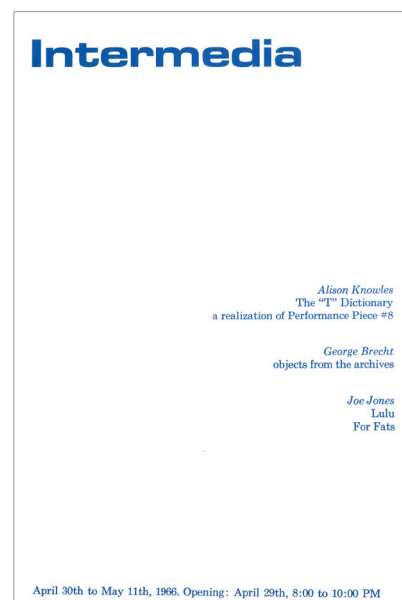 Intermedia
Alison Knowles
The “T” Dictionary
a realization of Performance Piece #8
George Brecht
objects from the archives
Joe Jones
Lulu
For Fats
April 30th to May 11th, 1966. Opening: April 29th, 8:00 to 10:00 PM